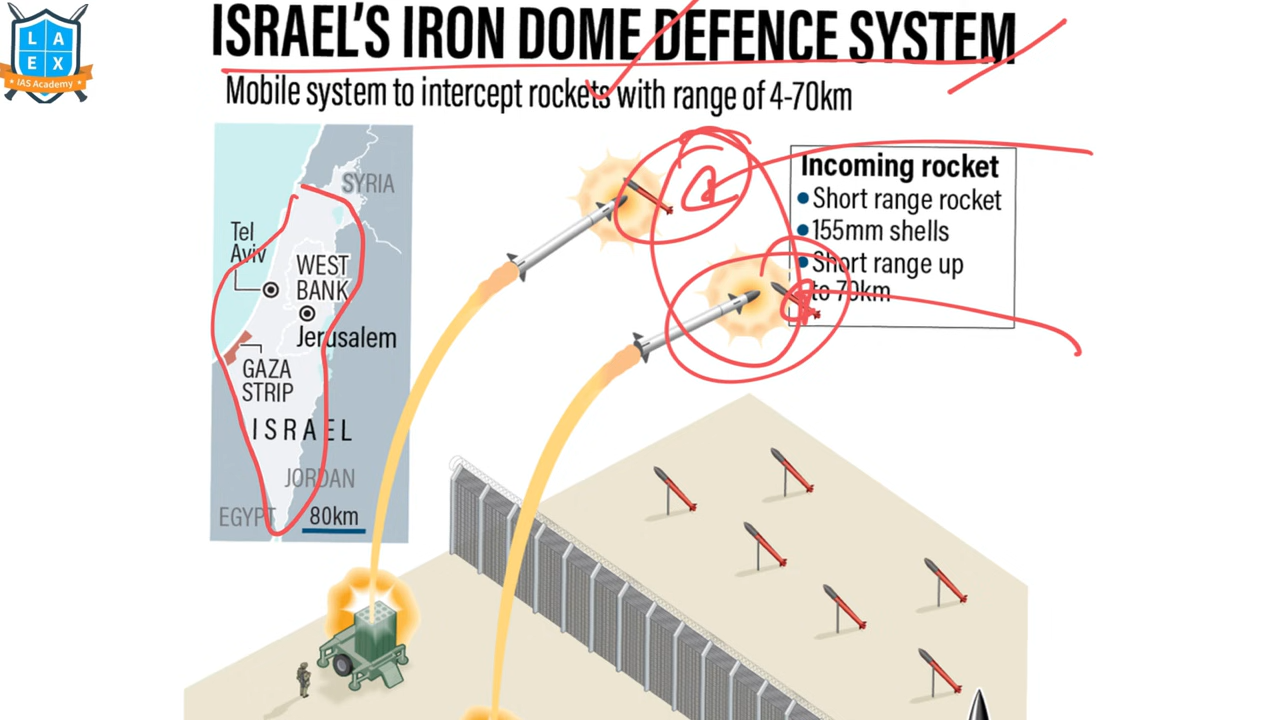 LA
EX
IAS Academy
ISRAEL'S IRON DOME DEFENCE SYSTEM
Mobile system to intercept rockets with range of 4-70km
SYRIA
Tel
Aviv
WEST
BANK
Jerusalem
GAZA
STRIP
ISRAEL
JORDAN
EGYPT
80km
Incoming rocket
Short range rocket
155mm shells
Short range up
to 70km